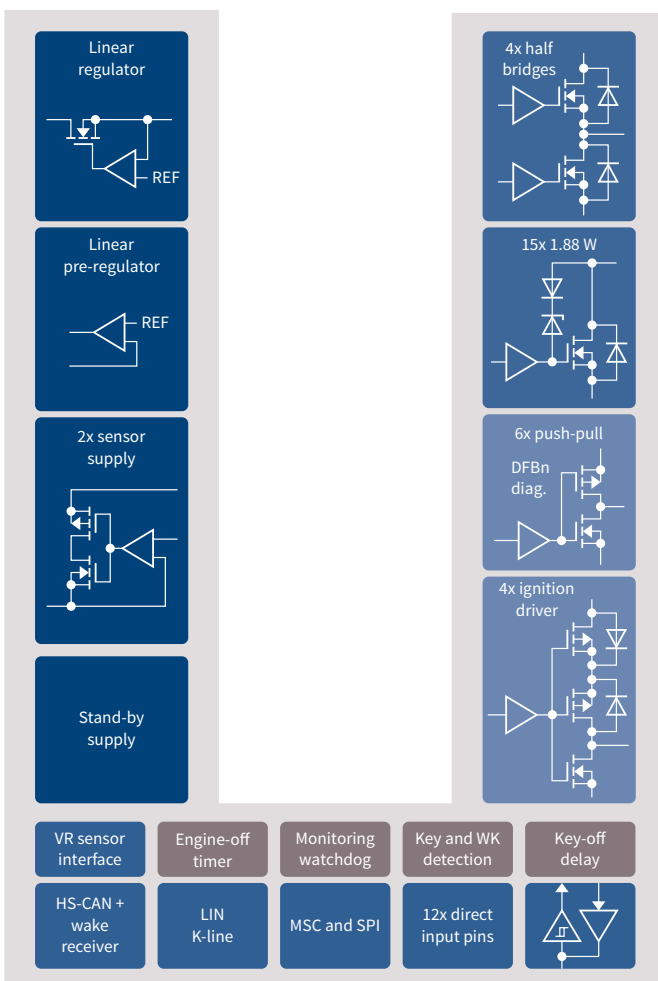 Linear
regulator
REF
Linear
pre-regulator
REF
2x sensor
supply
Stand-by
supply
4x half
bridges
15x 1.88 W
6x push-pull
DFBn
diag.
4x ignition
driver
VR sensor
interface
Engine-off
timer
Monitoring
watchdog
Key and WK
detection
Key-off
delay
HS-CAN +
wake
receiver
LIN
K-line
MSC and SPI
12x direct
input pins